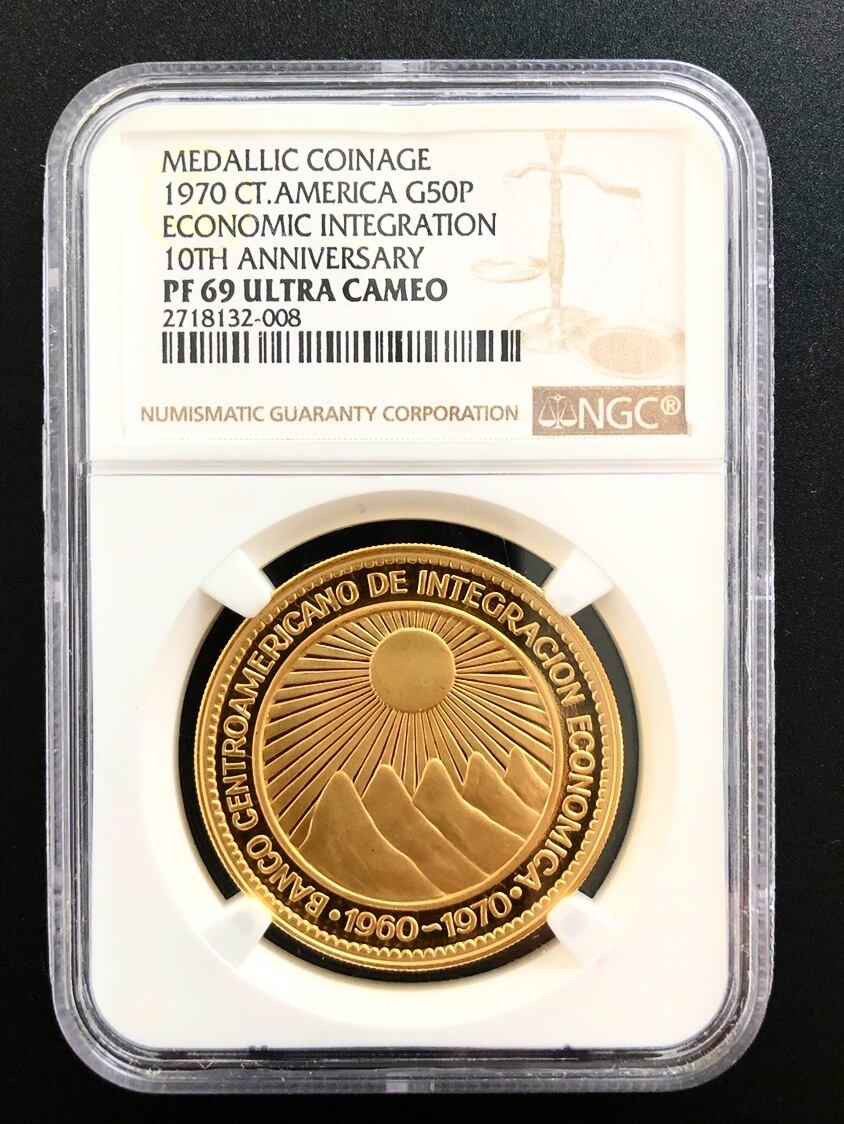 MEDALLIC COINAGE
1970 CT.AMERICA G50P
ECONOMIC INTEGRATION
10TH ANNIVERSARY
PF 69 ULTRA CAMEO
2718132-008
NUMISMATIC GUARANTY CORPORATION
NGC®
BANCO CENTROAMERICANO DE INTEGRACION ECONOMICA
·1960~1970·